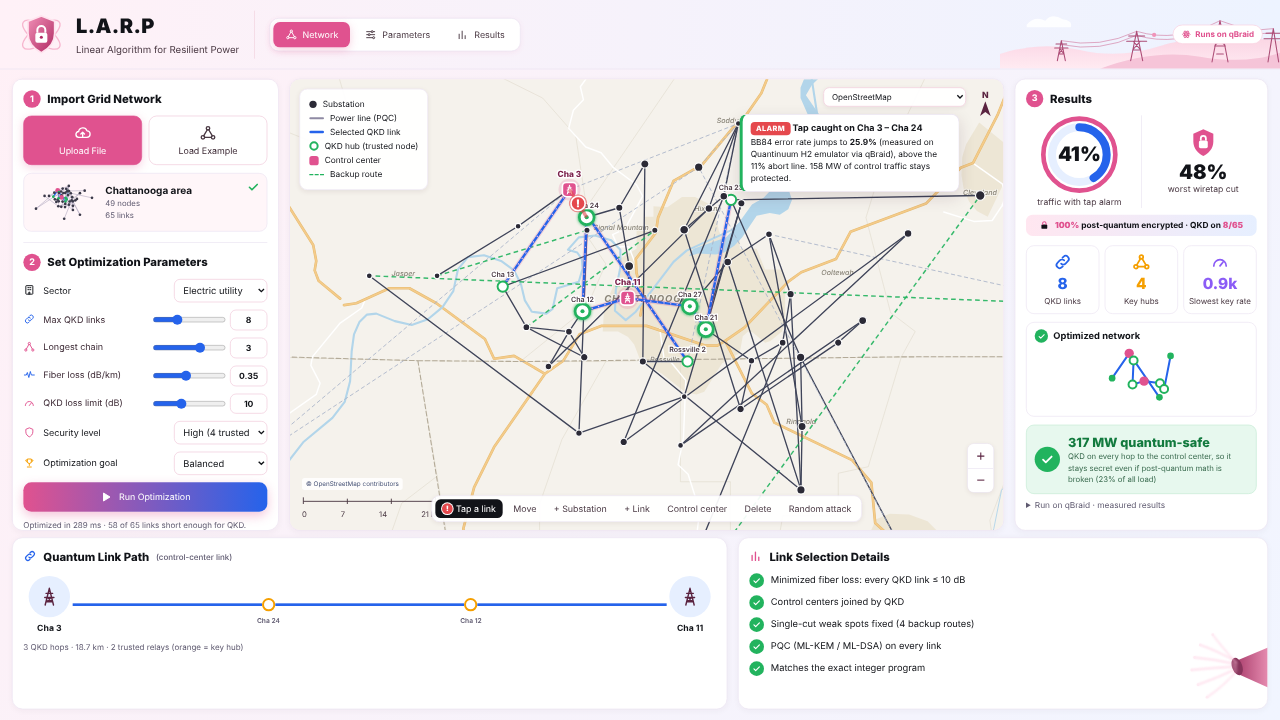 L.A.R.P
Linear Algorithm for Resilient Power
Network
Parameters
Results
Runs on qBraid
1 Import Grid Network
Upload File
Load Example
Chattanooga area
49 nodes
65 links
2 Set Optimization Parameters
Sector
Electric utility
Max QKD links
8
Longest chain
3
Fiber loss (dB/km)
0.35
QKD loss limit (dB)
10
Security level
High (4 trusted
Optimization goal
Balanced
Run Optimization
Optimized in 289 ms · 58 of 65 links short enough for QKD.
Substation
Power line (PQC)
Selected QKD link
QKD hub (trusted node)
Control center
Backup route
OpenStreetMap
N
ALARM Tap caught on Cha 3 – Cha 24
BB84 error rate jumps to 25.9% (measured on
Quantinuum H2 emulator via qBraid), above the
11% abort line. 158 MW of control traffic stays
protected.
Cha 3
24
Signal Mountain
Cha 13
Jasper
Cha 12
Cha 11
Cha 27
Cha 21
Rossville 2
Ooltewah
Cleveland
© OpenStreetMap contributors
0 7 14 21
! Tap a link
Move
+ Substation
+ Link
Control center
Delete
Random attack
+
−
3 Results
41%
traffic with tap alarm
48%
worst wiretap cut
100% post-quantum encrypted · QKD on 8/65
8
QKD links
4
Key hubs
0.9k
Slowest key rate
Optimized network
317 MW quantum-safe
QKD on every hop to the control center, so it
stays secret even if post-quantum math is
broken (23% of all load)
Run on qBraid · measured results
Quantum Link Path (control-center link)
Cha 3
Cha 24
Cha 12
Cha 11
3 QKD hops · 18.7 km · 2 trusted relays (orange = key hub)
Link Selection Details
Minimized fiber loss: every QKD link ≤ 10 dB
Control centers joined by QKD
Single-cut weak spots fixed (4 backup routes)
PQC (ML-KEM / ML-DSA) on every link
Matches the exact integer program